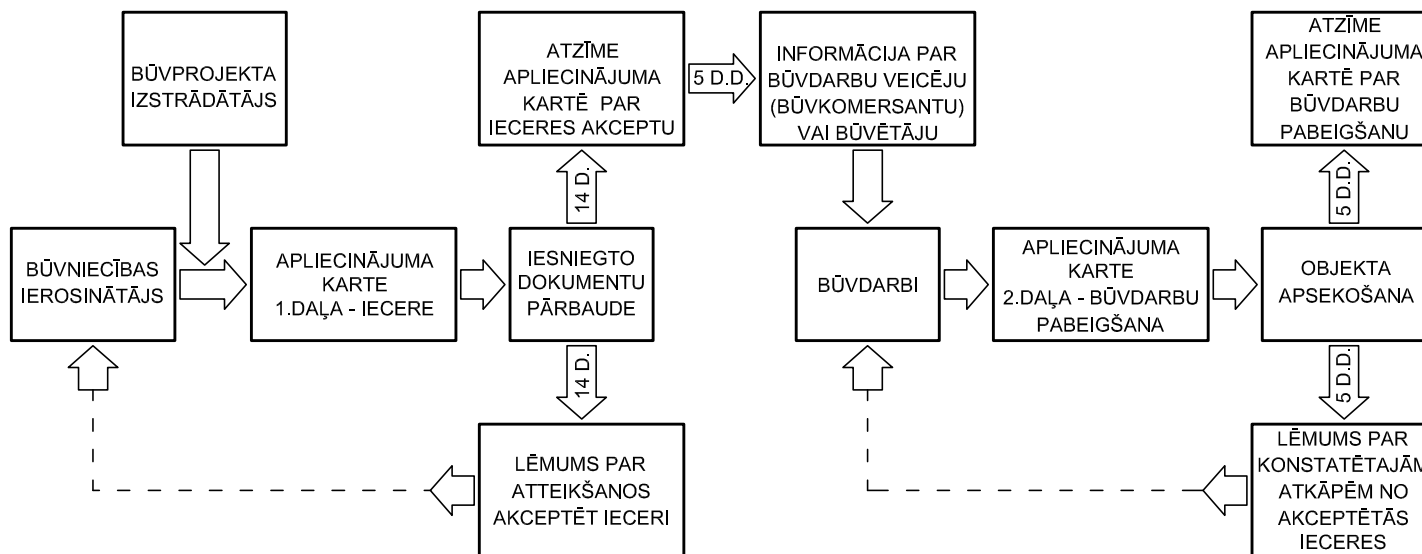 BŪVPROJEKTA
IZSTRĀDĀTĀJS
ATZĪME
APLIECINĀJUMA
KARTĒ PAR
IECERES AKCEPTU
5 D.D.
INFORMĀCIJA PAR
BŪVDARBU VEICĒJU
(BŪVKOMERSANTU)
VAI BŪVĒTĀJU
ATZĪME
APLIECINĀJUMA
KARTĒ PAR
BŪVDARBU
PABEIGŠANU
14 D.
5 D.D.
BŪVNIECĪBAS
IEROSINĀTĀJS
APLIECINĀJUMA
KARTE
1.DAĻA - IECERE
IESNIEGTO
DOKUMENTU
PĀRBAUDE
BŪVDARBI
APLIECINĀJUMA
KARTE
2.DAĻA - BŪVDARBU
PABEIGŠANA
OBJEKTA
APSEKOŠANA
14 D.
5 D.D.
LĒMUMS PAR
ATTEIKŠANOS
AKCEPTĒT IECERI
LĒMUMS PAR
KONSTATĒTAJĀM
ATKĀPĒM NO
AKCEPTĒTĀS
IECERES